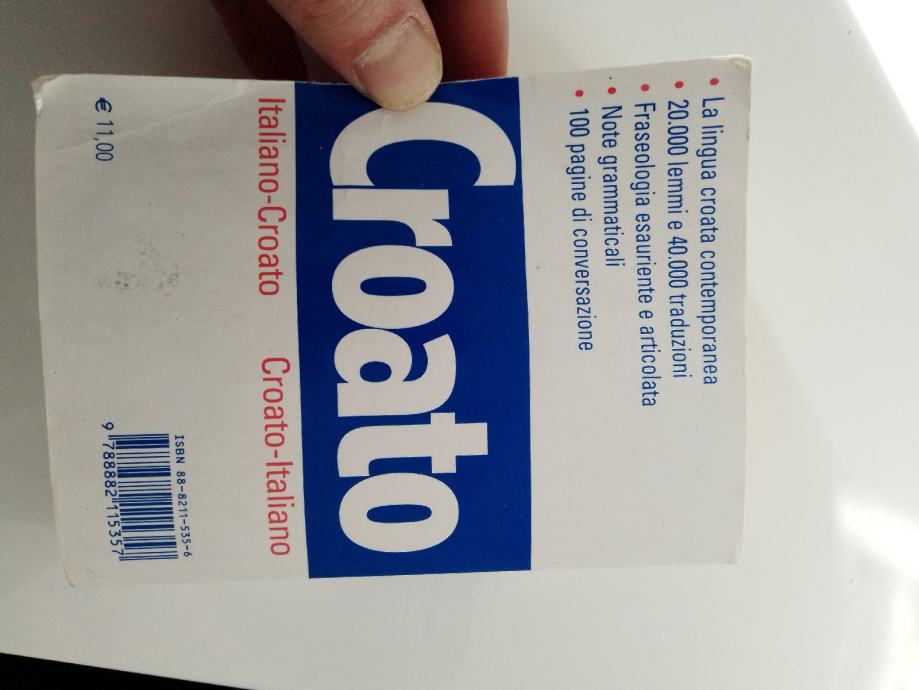 • La lingua croata contemporanea
• 20.000 lemmi e 40.000 traduzioni
• Fraseologia esauriente e articolata
• Note grammaticali
• 100 pagine di conversazione
Croato
Italiano-Croato Croato-Italiano
€ 11,00
ISBN 88-8211-535-6
9 788882 115357